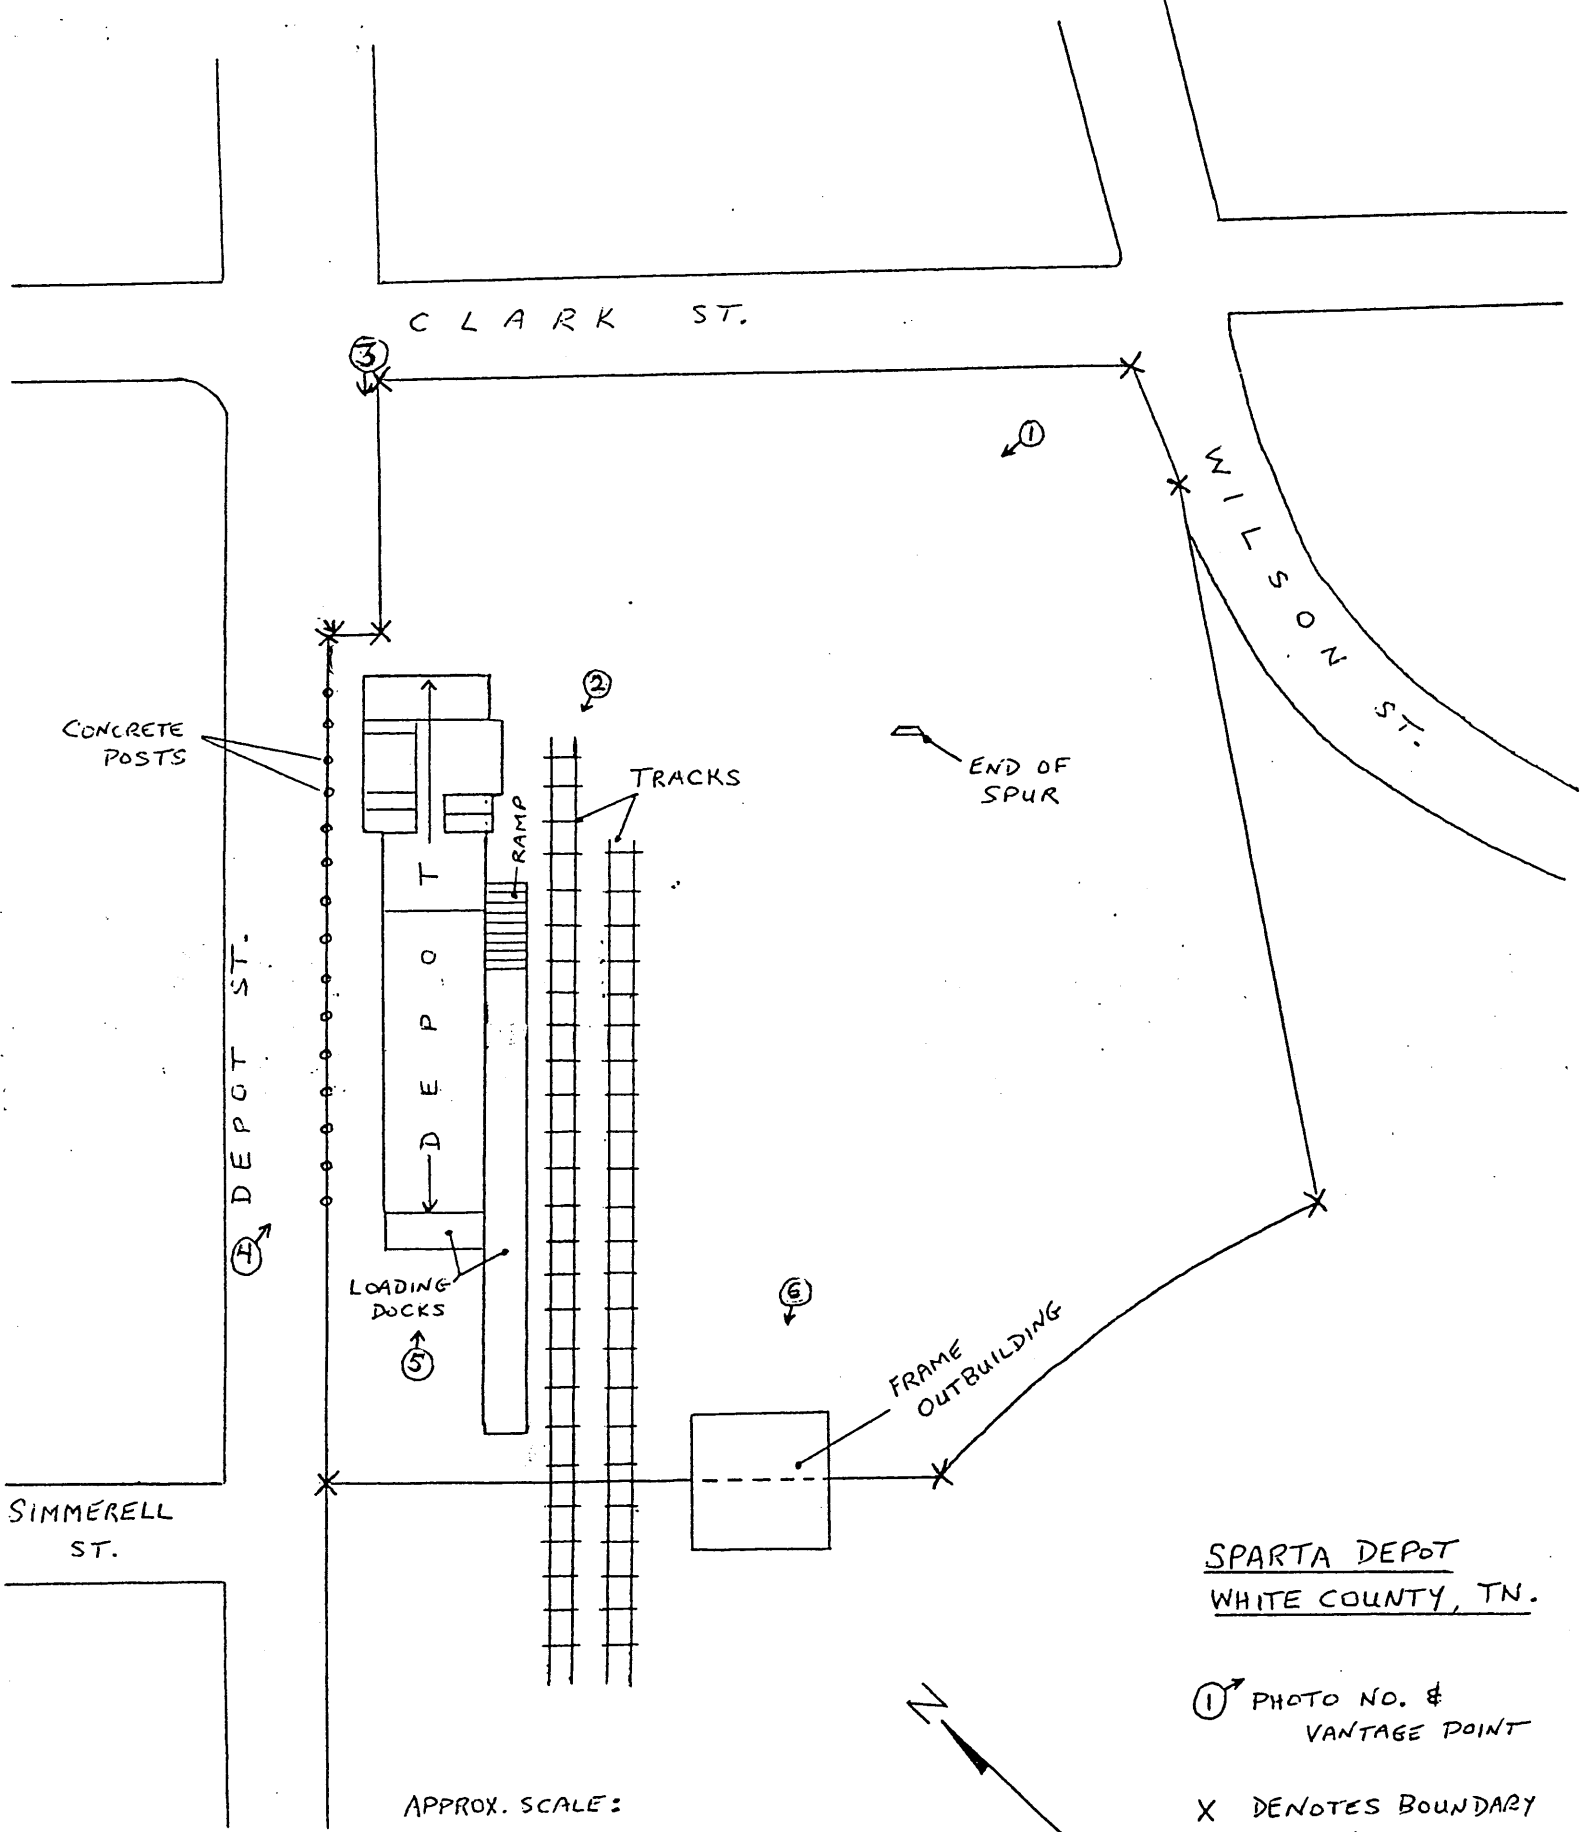 CLARK ST.
3
1
WILSON ST.
2
CONCRETE
POSTS
TRACKS
END OF
SPUR
RAMP
DEPOT
DEPOT ST.
4
LOADING
DOCKS
5
6
FRAME
OUTBUILDING
SIMMERELL
ST.
SPARTA DEPOT
WHITE COUNTY, TN.
1 PHOTO NO. &
VANTAGE POINT
N
APPROX. SCALE:
X DENOTES BOUNDARY